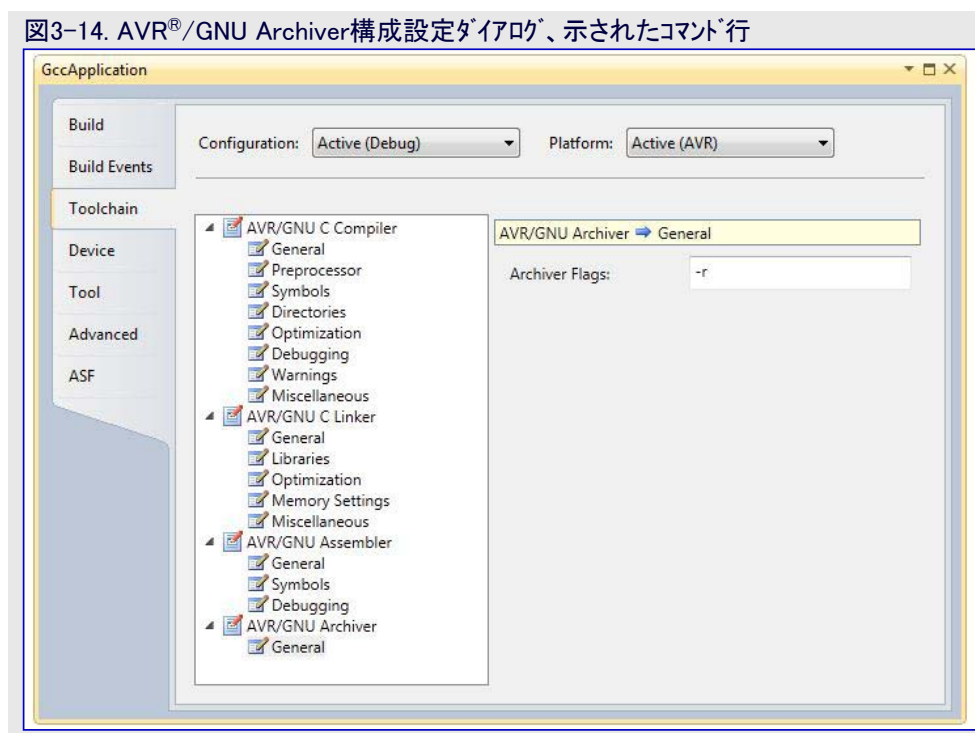 図3-14. AVR®/GNU Archiver構成設定ﾀﾞｲｱﾛｸﾞ、示されたｺﾏﾝﾄﾞ行
GccApplication
Build
Build Events
Toolchain
Device
Tool
Advanced
ASF
Configuration: Active (Debug) Platform: Active (AVR)
AVR/GNU C Compiler
General
Preprocessor
Symbols
Directories
Optimization
Debugging
Warnings
Miscellaneous
AVR/GNU C Linker
General
Libraries
Optimization
Memory Settings
Miscellaneous
AVR/GNU Assembler
General
Symbols
Debugging
AVR/GNU Archiver
General
AVR/GNU Archiver ➡ General
Archiver Flags: -r